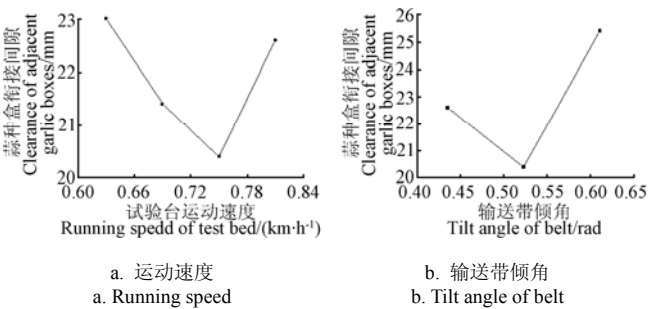 蒜种盒衔接间隙
Clearance of adjacent
garlic boxes/mm
23
22
21
20
0.60 0.66 0.72 0.78 0.84
试验台运动速度
Running spedd of test bed/(km·h⁻¹)
a. 运动速度
a. Running speed
蒜种盒衔接间隙
Clearance of adjacent
garlic boxes/mm
26
25
24
23
22
21
20
0.40 0.45 0.50 0.55 0.60 0.65
输送带倾角
Tilt angle of belt/rad
b. 输送带倾角
b. Tilt angle of belt